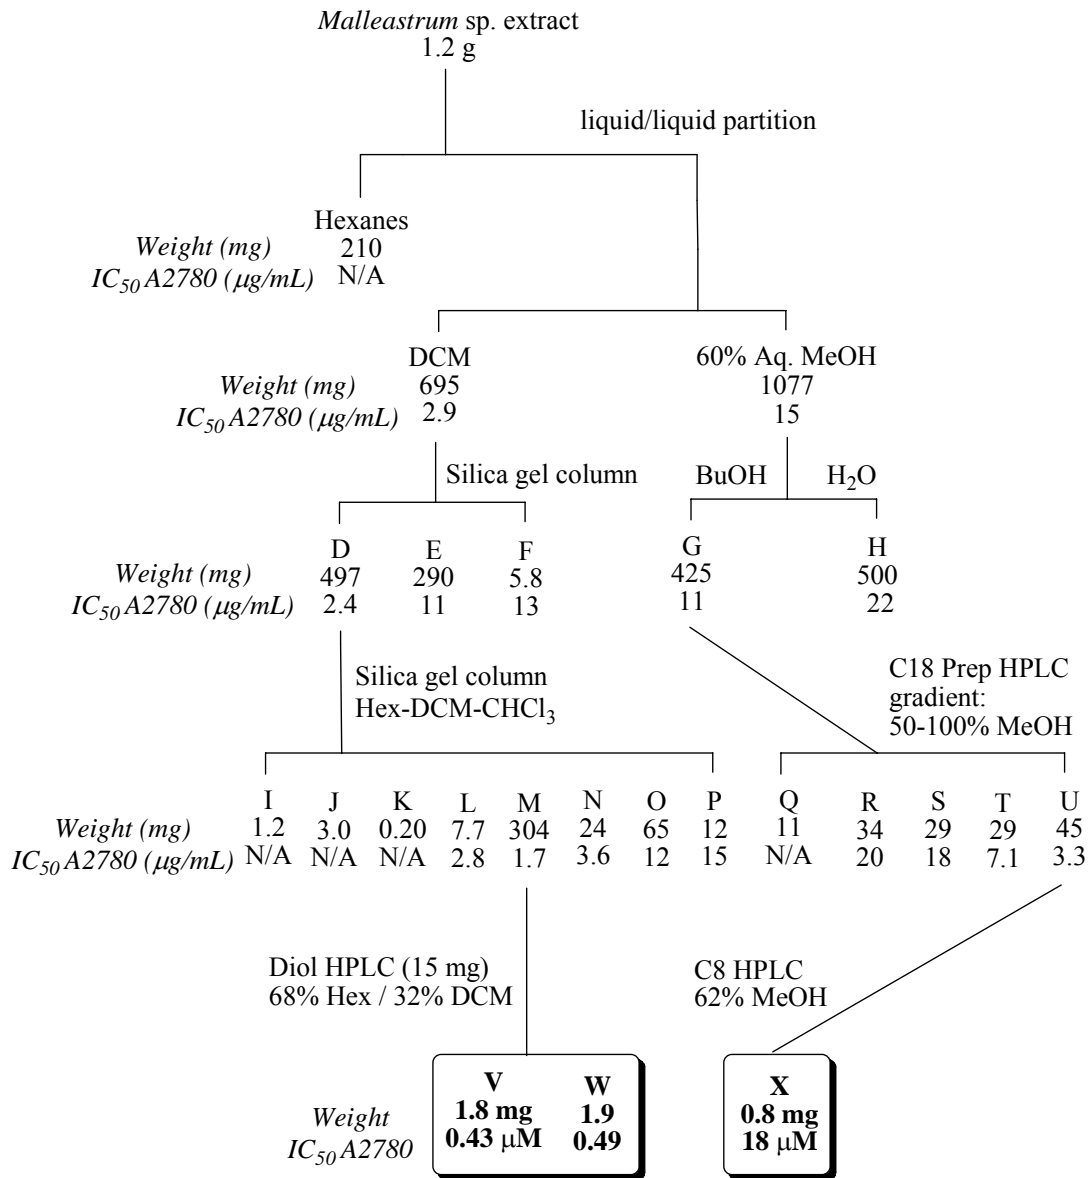 Malleastrum sp. extract
1.2 g
liquid/liquid partition
Hexanes
Weight (mg) 210
IC50 A2780 (μg/mL) N/A
DCM 60% Aq. MeOH
Weight (mg) 695 1077
IC50 A2780 (μg/mL) 2.9 15
Silica gel column BuOH H2O
D E F G H
Weight (mg) 497 290 5.8 425 500
IC50 A2780 (μg/mL) 2.4 11 13 11 22
Silica gel column
Hex-DCM-CHCl3
C18 Prep HPLC
gradient:
50-100% MeOH
I J K L M N O P Q R S T U
Weight (mg) 1.2 3.0 0.20 7.7 304 24 65 12 11 34 29 29 45
IC50 A2780 (μg/mL) N/A N/A N/A 2.8 1.7 3.6 12 15 N/A 20 18 7.1 3.3
Diol HPLC (15 mg)
68% Hex / 32% DCM
C8 HPLC
62% MeOH
V W X
Weight 1.8 mg 1.9 0.8 mg
IC50 A2780 0.43 μM 0.49 18 μM